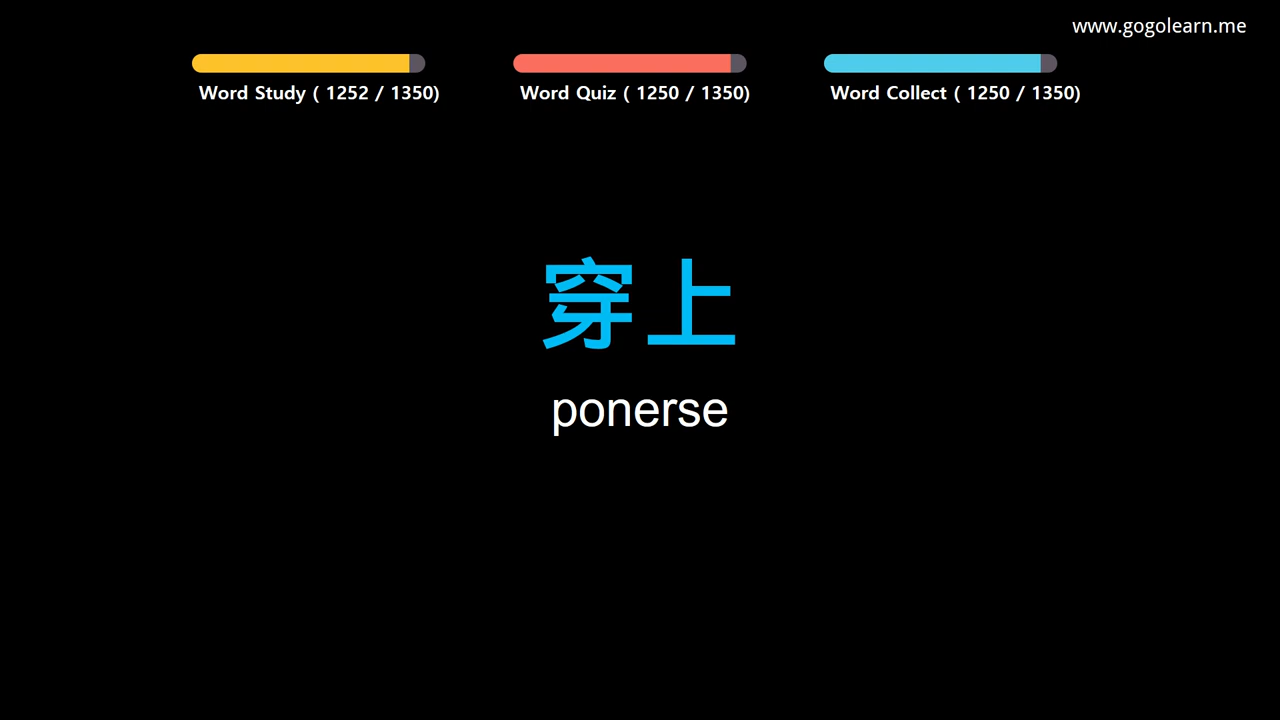 www.gogolearn.me
Word Study ( 1252 / 1350)
Word Quiz ( 1250 / 1350)
Word Collect ( 1250 / 1350)
穿上
ponerse